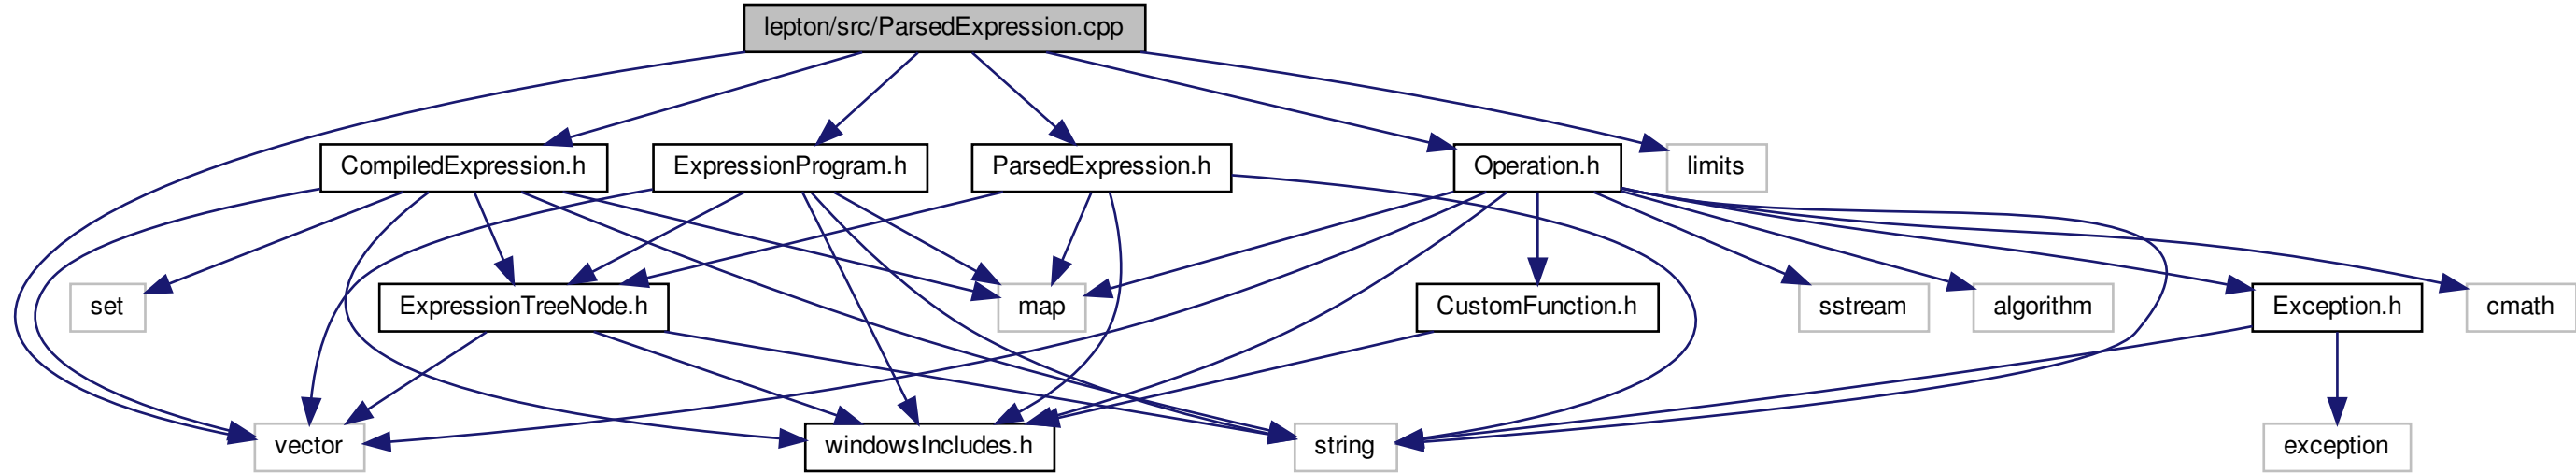 lepton/src/ParsedExpression.cpp
CompiledExpression.h
ExpressionProgram.h
ParsedExpression.h
Operation.h
limits
set
ExpressionTreeNode.h
map
CustomFunction.h
sstream
algorithm
Exception.h
cmath
vector
windowsIncludes.h
string
exception